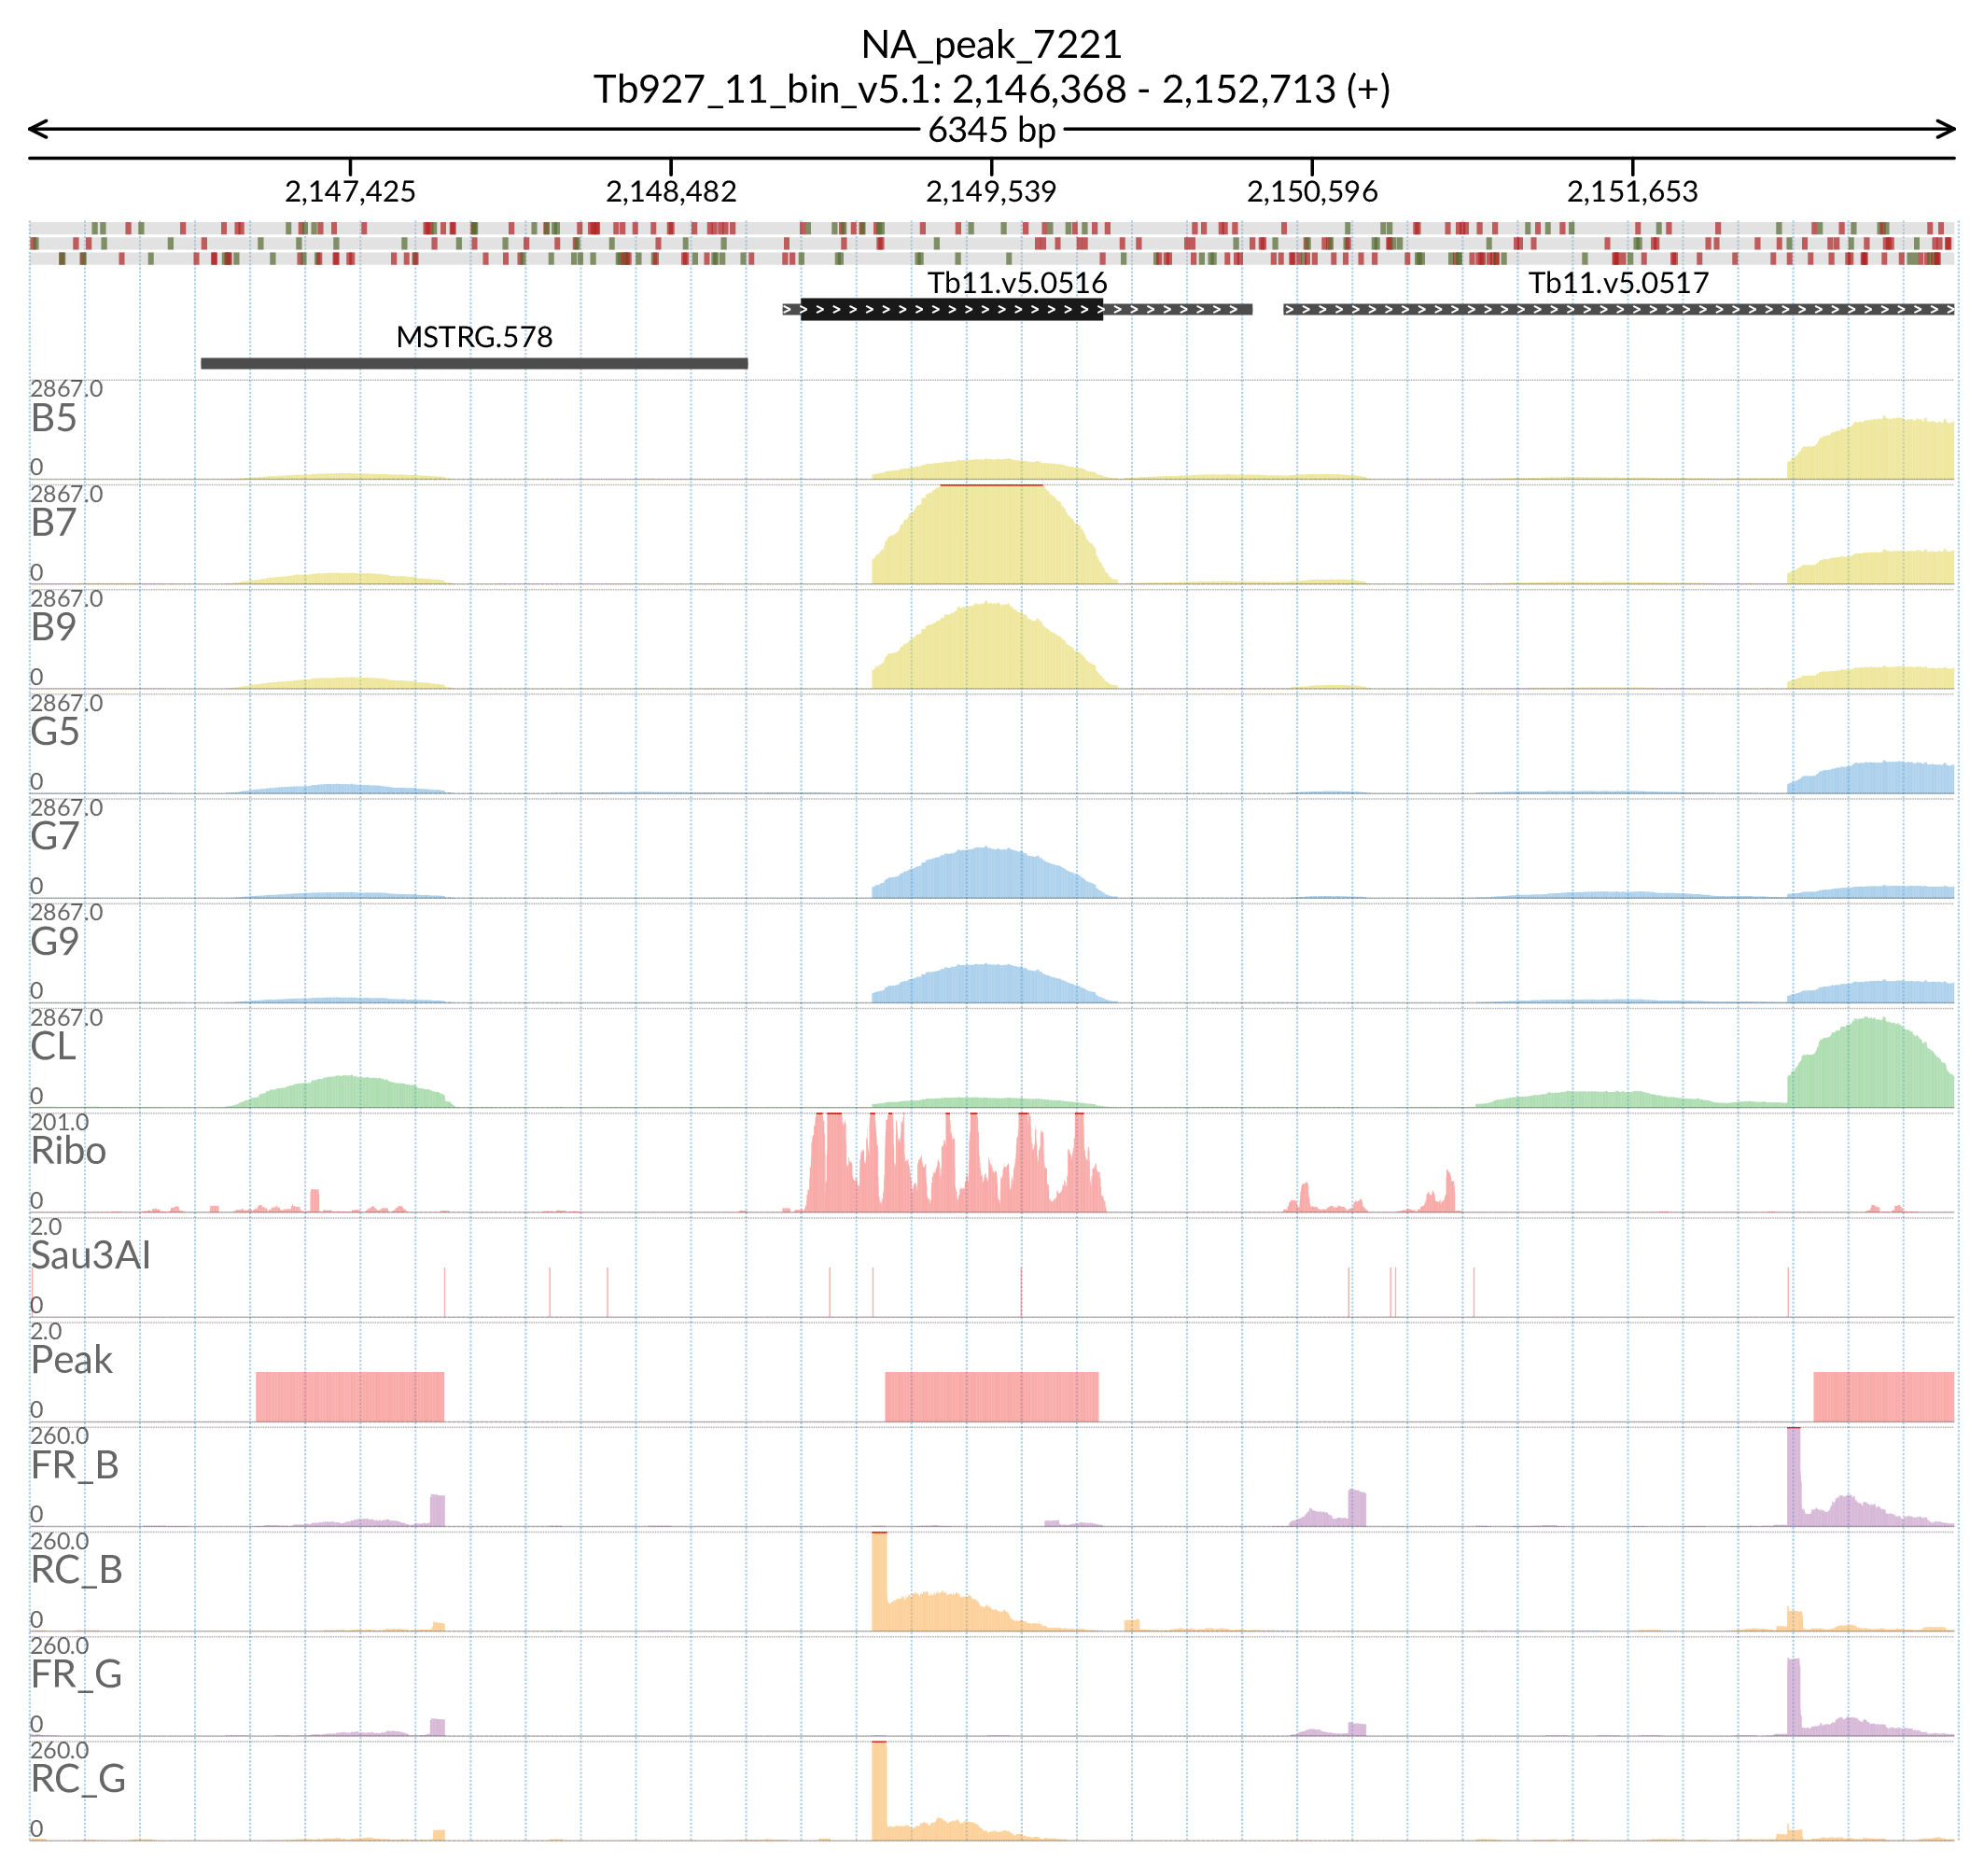 NA_peak_7221
Tb927_11_bin_v5.1: 2,146,368 - 2,152,713 (+)
6345 bp
2,147,425 2,148,482 2,149,539 2,150,596 2,151,653
Tb11.v5.0516 Tb11.v5.0517
MSTRG.578
2867.0
B5
0
2867.0
B7
0
2867.0
B9
0
2867.0
G5
0
2867.0
G7
0
2867.0
G9
0
2867.0
CL
0
201.0
Ribo
0
2.0
Sau3AI
0
2.0
Peak
0
260.0
FR_B
0
260.0
RC_B
0
260.0
FR_G
0
260.0
RC_G
0